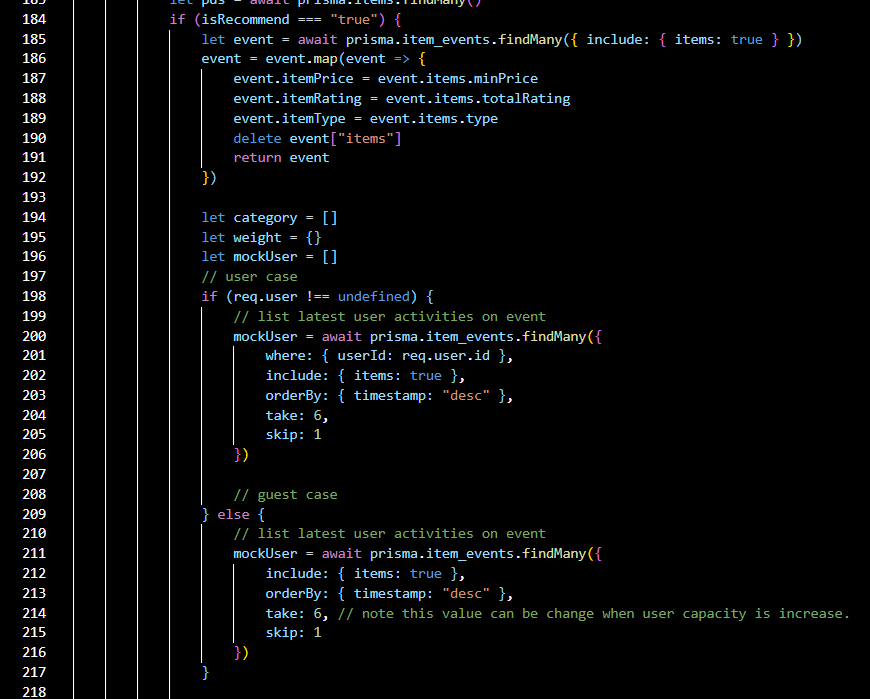 183 let pus = await prisma.items.findMany()
184 if (isRecommend === "true") {
185 let event = await prisma.item_events.findMany({ include: { items: true } })
186 event = event.map(event => {
187 event.itemPrice = event.items.minPrice
188 event.itemRating = event.items.totalRating
189 event.itemType = event.items.type
190 delete event["items"]
191 return event
192 })
193
194 let category = []
195 let weight = {}
196 let mockUser = []
197 // user case
198 if (req.user !== undefined) {
199 // list latest user activities on event
200 mockUser = await prisma.item_events.findMany({
201 where: { userId: req.user.id },
202 include: { items: true },
203 orderBy: { timestamp: "desc" },
204 take: 6,
205 skip: 1
206 })
207
208 // guest case
209 } else {
210 // list latest user activities on event
211 mockUser = await prisma.item_events.findMany({
212 include: { items: true },
213 orderBy: { timestamp: "desc" },
214 take: 6, // note this value can be change when user capacity is increase.
215 skip: 1
216 })
217 }
218